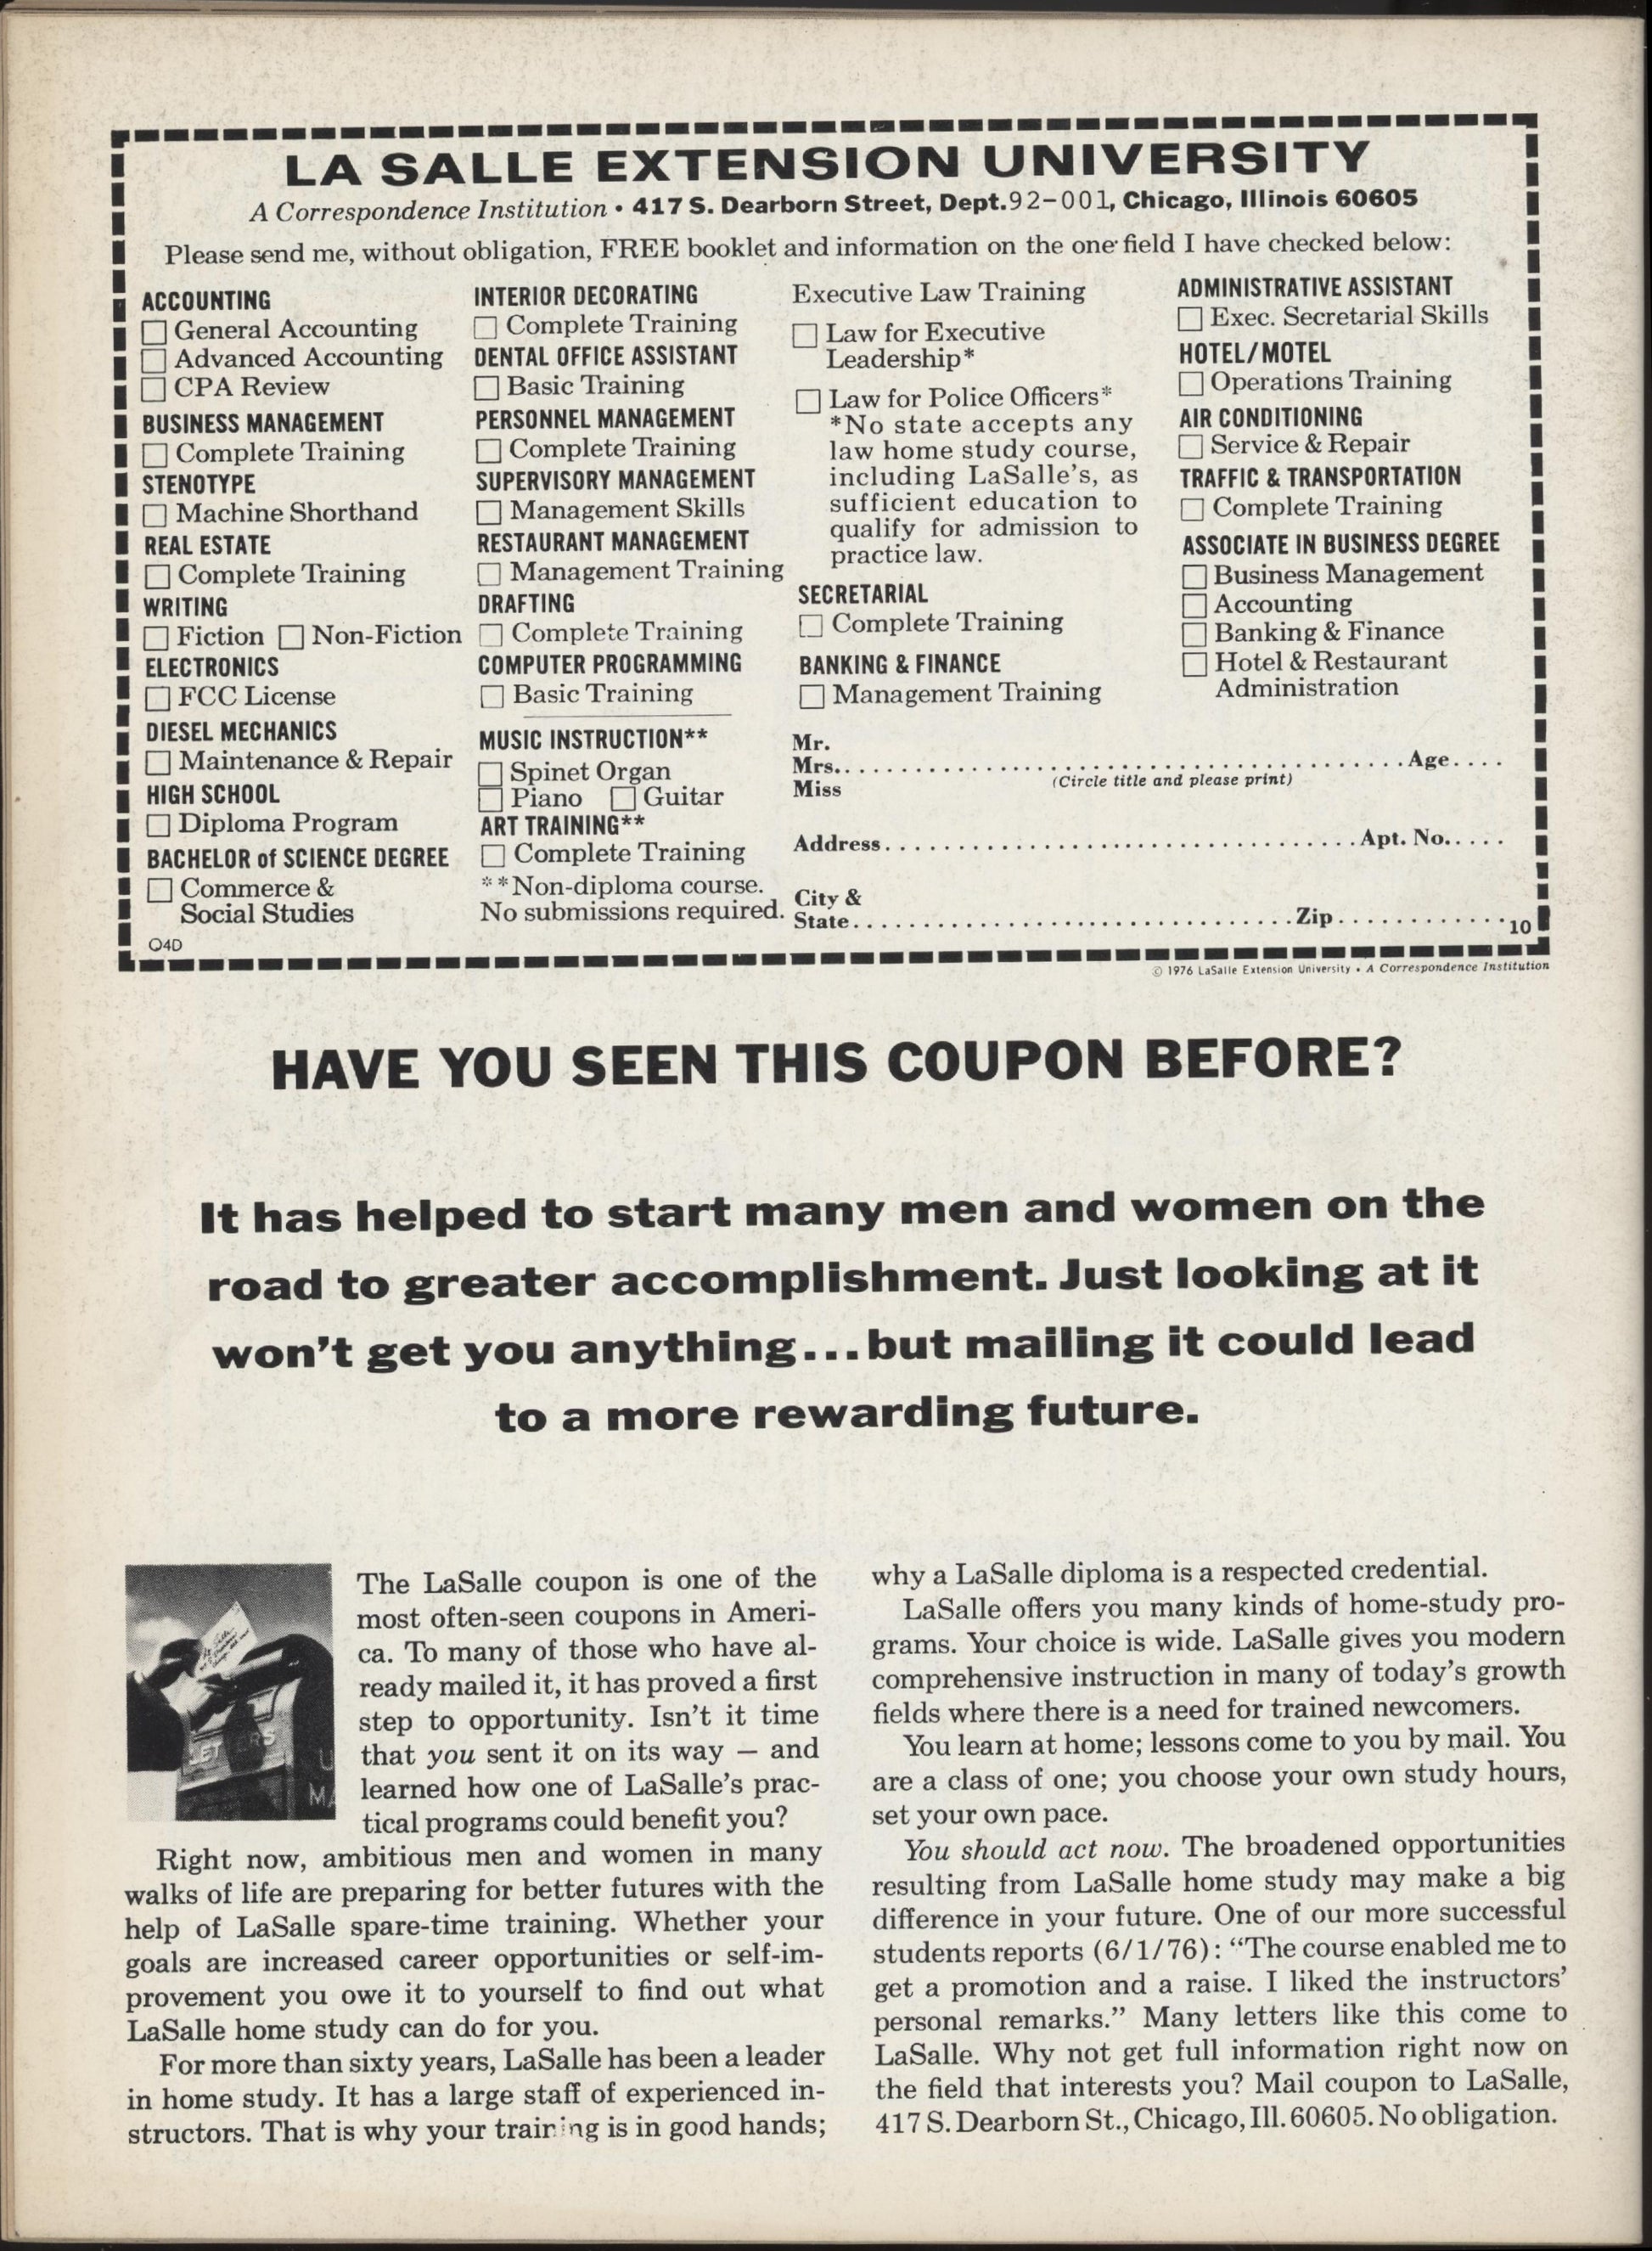 LA SALLE EXTENSION UNIVERSITY
A Correspondence Institution • 417 S. Dearborn Street, Dept.92-001, Chicago, Illinois 60605
Please send me, without obligation, FREE booklet and information on the one field I have checked below:
ACCOUNTING
General Accounting
Advanced Accounting
CPA Review
BUSINESS MANAGEMENT
Complete Training
STENOTYPE
Machine Shorthand
REAL ESTATE
Complete Training
WRITING
Fiction Non-Fiction
ELECTRONICS
FCC License
DIESEL MECHANICS
Maintenance & Repair
HIGH SCHOOL
Diploma Program
BACHELOR of SCIENCE DEGREE
Commerce &
Social Studies
O4D
INTERIOR DECORATING
Complete Training
DENTAL OFFICE ASSISTANT
Basic Training
PERSONNEL MANAGEMENT
Complete Training
SUPERVISORY MANAGEMENT
Management Skills
RESTAURANT MANAGEMENT
Management Training
DRAFTING
Complete Training
COMPUTER PROGRAMMING
Basic Training
MUSIC INSTRUCTION**
Spinet Organ
Piano Guitar
ART TRAINING**
Complete Training
**Non-diploma course.
No submissions required.
Executive Law Training
Law for Executive
Leadership*
Law for Police Officers*
*No state accepts any
law home study course,
including LaSalle's, as
sufficient education to
qualify for admission to
practice law.
SECRETARIAL
Complete Training
BANKING & FINANCE
Management Training
ADMINISTRATIVE ASSISTANT
Exec. Secretarial Skills
HOTEL/MOTEL
Operations Training
AIR CONDITIONING
Service & Repair
TRAFFIC & TRANSPORTATION
Complete Training
ASSOCIATE IN BUSINESS DEGREE
Business Management
Accounting
Banking & Finance
Hotel & Restaurant
Administration
Mr.
Mrs. Age
(Circle title and please print)
Miss
Address Apt. No.
City &
State Zip 10
© 1976 LaSalle Extension University • A Correspondence Institution
HAVE YOU SEEN THIS COUPON BEFORE?
It has helped to start many men and women on the
road to greater accomplishment. Just looking at it
won't get you anything...but mailing it could lead
to a more rewarding future.
The LaSalle coupon is one of the
most often-seen coupons in Ameri-
ca. To many of those who have al-
ready mailed it, it has proved a first
step to opportunity. Isn't it time
that you sent it on its way — and
learned how one of LaSalle's prac-
tical programs could benefit you?
Right now, ambitious men and women in many
walks of life are preparing for better futures with the
help of LaSalle spare-time training. Whether your
goals are increased career opportunities or self-im-
provement you owe it to yourself to find out what
LaSalle home study can do for you.
For more than sixty years, LaSalle has been a leader
in home study. It has a large staff of experienced in-
structors. That is why your training is in good hands;
why a LaSalle diploma is a respected credential.
LaSalle offers you many kinds of home-study pro-
grams. Your choice is wide. LaSalle gives you modern
comprehensive instruction in many of today's growth
fields where there is a need for trained newcomers.
You learn at home; lessons come to you by mail. You
are a class of one; you choose your own study hours,
set your own pace.
You should act now. The broadened opportunities
resulting from LaSalle home study may make a big
difference in your future. One of our more successful
students reports (6/1/76): “The course enabled me to
get a promotion and a raise. I liked the instructors'
personal remarks.” Many letters like this come to
LaSalle. Why not get full information right now on
the field that interests you? Mail coupon to LaSalle,
417 S. Dearborn St., Chicago, Ill. 60605. No obligation.